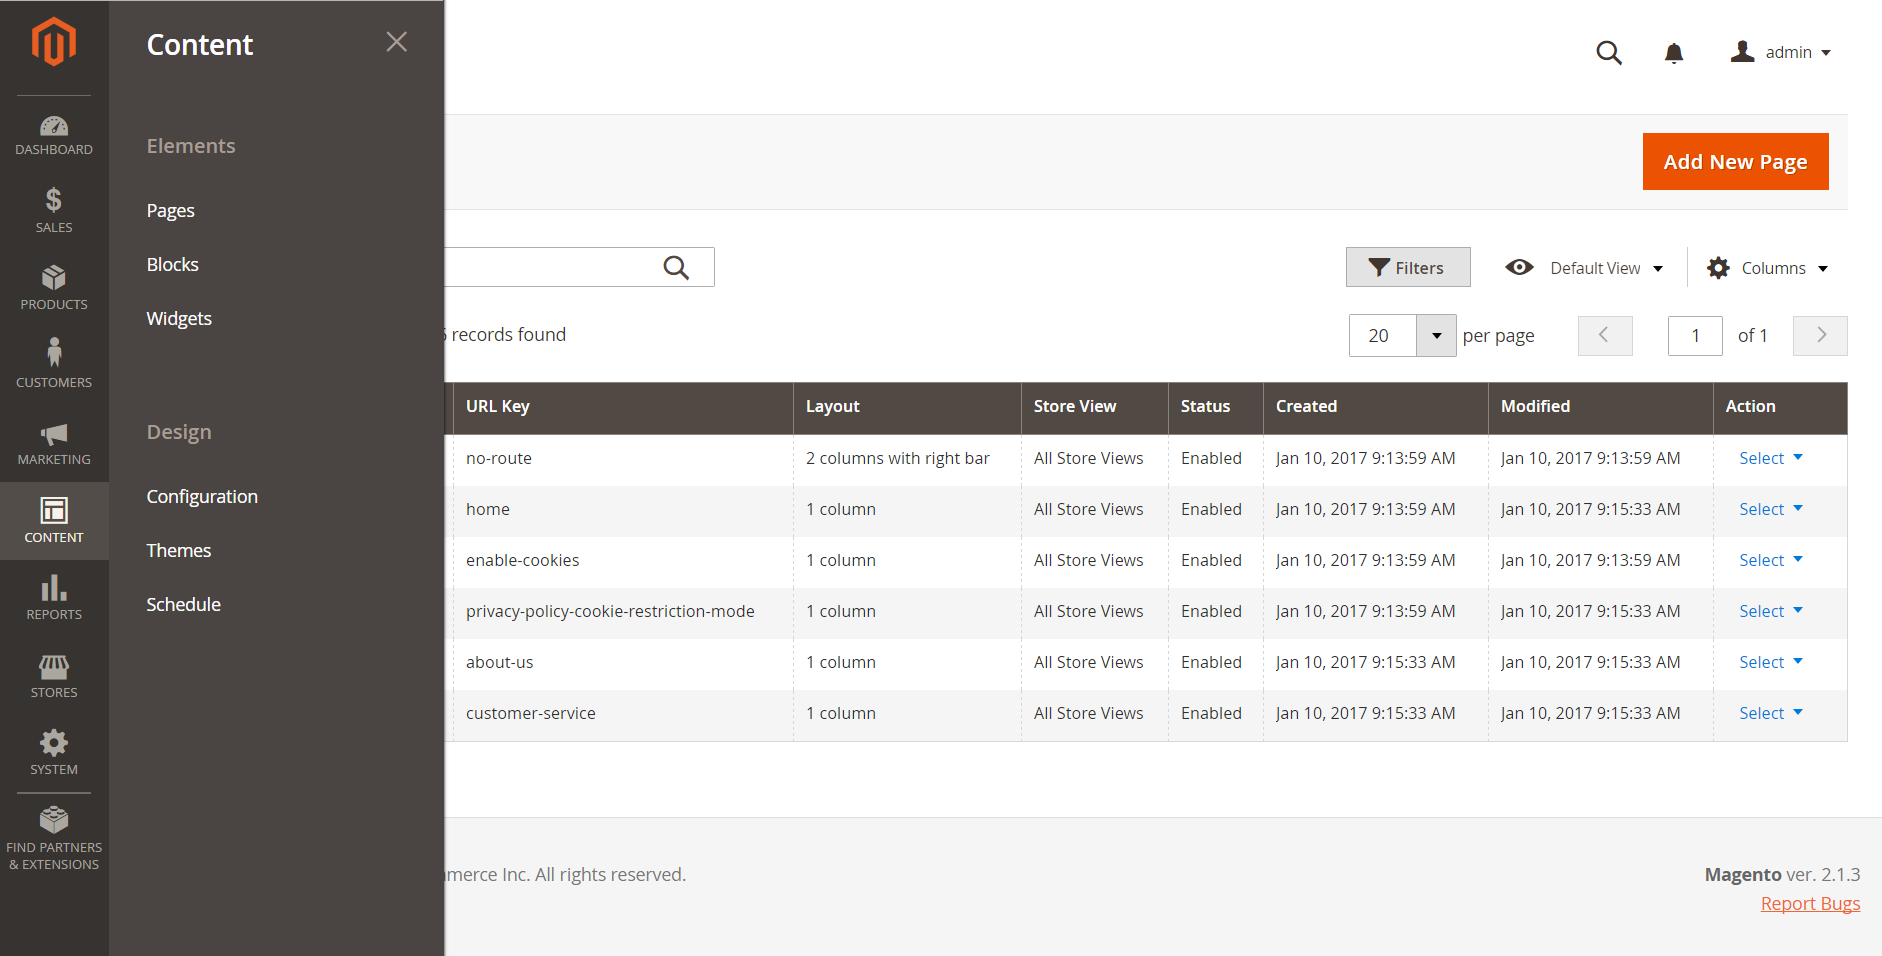 Content
DASHBOARD
SALES
PRODUCTS
CUSTOMERS
MARKETING
CONTENT
REPORTS
STORES
SYSTEM
FIND PARTNERS
& EXTENSIONS
Elements
Pages
Blocks
Widgets
Design
Configuration
Themes
Schedule
admin
Add New Page
Filters
Default View
Columns
records found
20 per page
1 of 1
URL Key Layout Store View Status Created Modified Action
no-route 2 columns with right bar All Store Views Enabled Jan 10, 2017 9:13:59 AM Jan 10, 2017 9:13:59 AM Select
home 1 column All Store Views Enabled Jan 10, 2017 9:13:59 AM Jan 10, 2017 9:15:33 AM Select
enable-cookies 1 column All Store Views Enabled Jan 10, 2017 9:13:59 AM Jan 10, 2017 9:13:59 AM Select
privacy-policy-cookie-restriction-mode 1 column All Store Views Enabled Jan 10, 2017 9:13:59 AM Jan 10, 2017 9:15:33 AM Select
about-us 1 column All Store Views Enabled Jan 10, 2017 9:15:33 AM Jan 10, 2017 9:15:33 AM Select
customer-service 1 column All Store Views Enabled Jan 10, 2017 9:15:33 AM Jan 10, 2017 9:15:33 AM Select
merce Inc. All rights reserved.
Magento ver. 2.1.3
Report Bugs